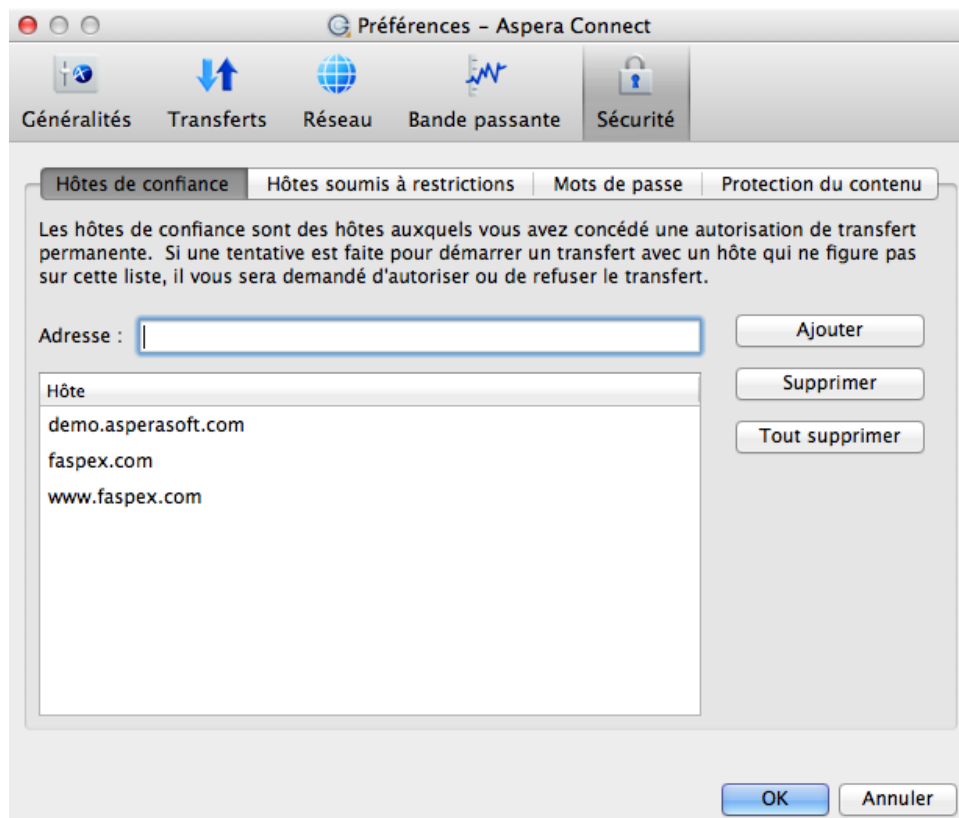 Préférences – Aspera Connect
Généralités Transferts Réseau Bande passante Sécurité
Hôtes de confiance Hôtes soumis à restrictions Mots de passe Protection du contenu
Les hôtes de confiance sont des hôtes auxquels vous avez concédé une autorisation de transfert
permanente. Si une tentative est faite pour démarrer un transfert avec un hôte qui ne figure pas
sur cette liste, il vous sera demandé d'autoriser ou de refuser le transfert.
Adresse :
Ajouter
Hôte
Supprimer
demo.asperasoft.com
Tout supprimer
faspex.com
www.faspex.com
OK Annuler